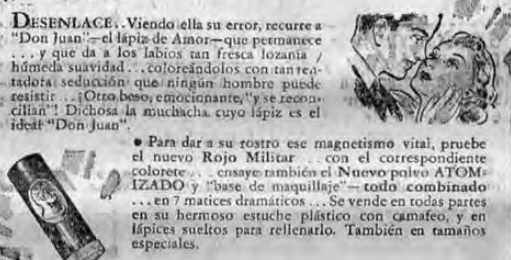 DESENLACE..Viendo ella su error, recurre a
"Don Juan"—el lápiz de Amor—que permanece
...y que da a los labios tan fresca lozanía y
húmeda suavidad...coloreándolos con tan ten-
tadora seducción que ningún hombre puede
resistir...¡Otro beso, emocionante, "y se recon-
cilian"! Dichosa la muchacha cuyo lápiz es el
ideal "Don Juan".
• Para dar a su rostro ese magnetismo vital, pruebe
el nuevo Rojo Militar...con el correspondiente
colorete...ensaye también el Nuevo polvo ATOM-
IZADO y "base de maquillaje"—todo combinado
...en 7 matices dramáticos...Se vende en todas partes
en su hermoso estuche plástico con camafeo, y en
lápices sueltos para rellenarlo. También en tamaños
especiales.